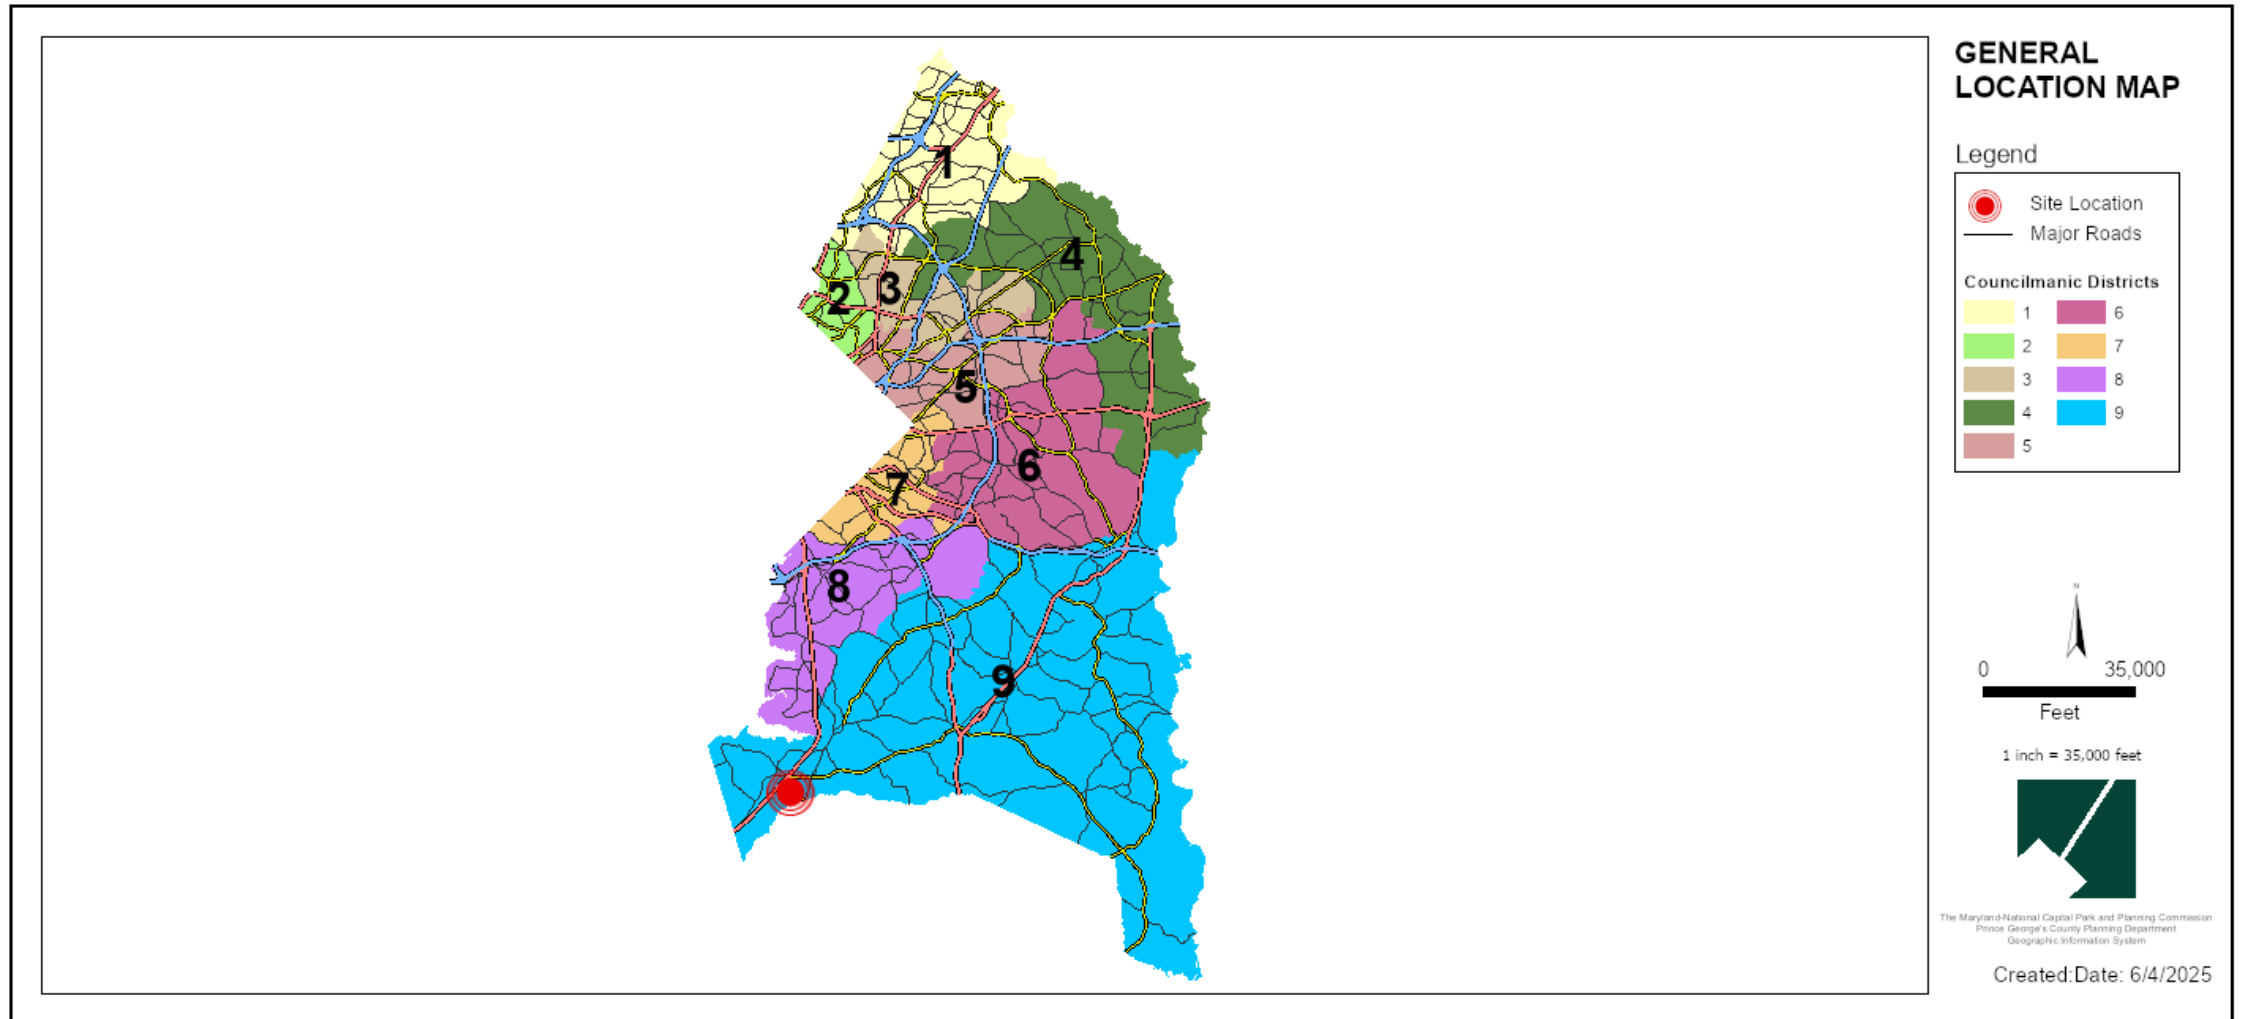 GENERAL
LOCATION MAP
Legend
Site Location
Major Roads
Councilmanic Districts
1 6
2 7
3 8
4 9
5
1
4
3
2
5
6
7
8
9
N
0 35,000
Feet
1 inch = 35,000 feet
The Maryland-National Capital Park and Planning Commission
Prince George's County Planning Department
Geographic Information System
Created:Date: 6/4/2025